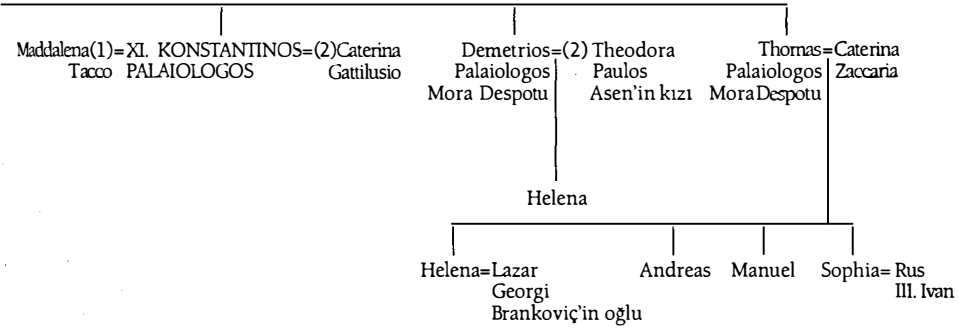 Maddalena(1)=XI. KONSTANTINOS=(2)Caterina
Tacco PALAIOLOGOS Gattilusio
Demetrios=(2) Theodora
Palaiologos Paulos
Mora Despotu Asen'in kızı
Thomas=Caterina
Palaiologos Zaccaria
Mora Despotu
Helena
Helena=Lazar
Georgi
Brankoviç'in oğlu
Andreas
Manuel
Sophia= Rus
III. Ivan